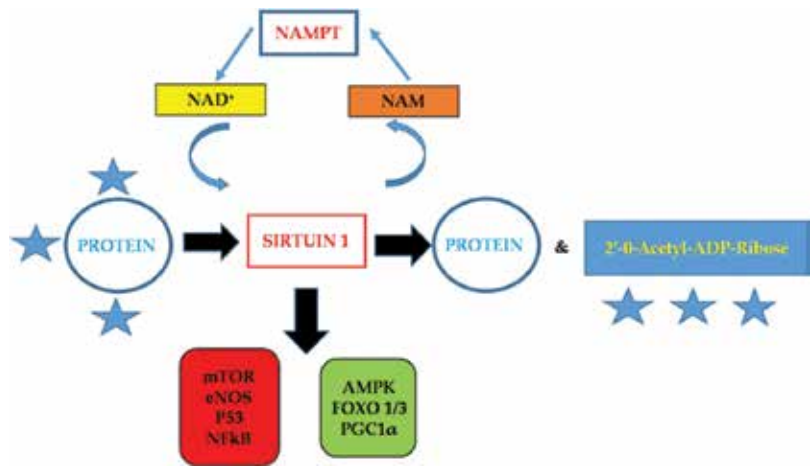 NAMPT
NAD⁺
NAM
PROTEIN
SIRTUIN 1
PROTEIN
&
2'-0-Acetyl-ADP-Ribose
mTOR
eNOS
P53
NFkB
AMPK
FOXO 1/3
PGC1α